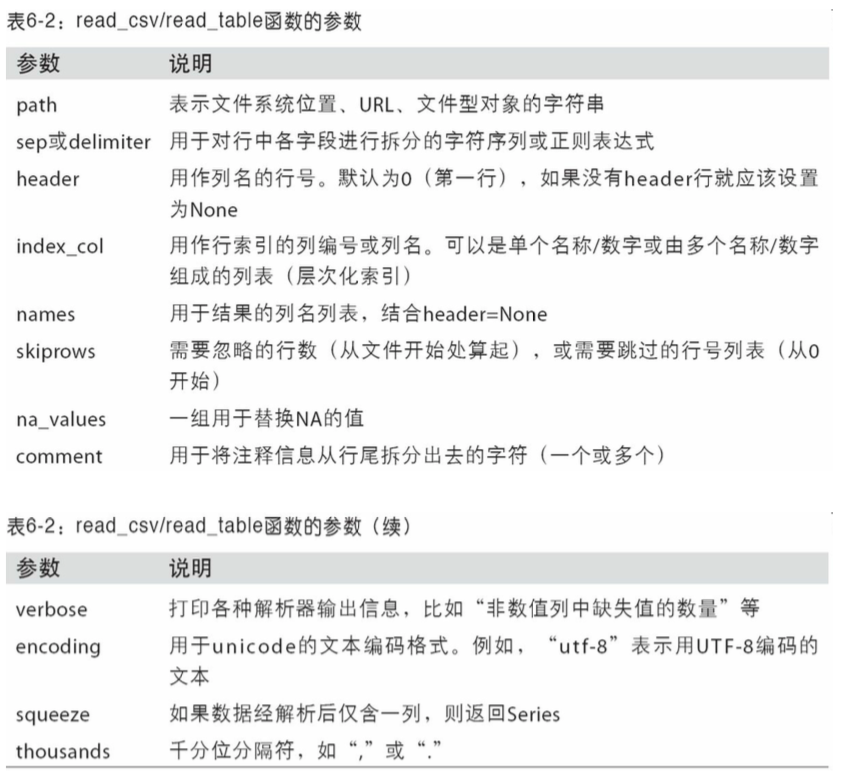 表6-2：read_csv/read_table函数的参数
参数 说明
path 表示文件系统位置、URL、文件型对象的字符串
sep或delimiter 用于对行中各字段进行拆分的字符序列或正则表达式
header 用作列名的行号。默认为0（第一行），如果没有header行就应该设置
为None
index_col 用作行索引的列编号或列名。可以是单个名称/数字或由多个名称/数字
组成的列表（层次化索引）
names 用于结果的列名列表，结合header=None
skiprows 需要忽略的行数（从文件开始处算起），或需要跳过的行号列表（从0
开始）
na_values 一组用于替换NA的值
comment 用于将注释信息从行尾拆分出去的字符（一个或多个）
表6-2：read_csv/read_table函数的参数（续）
参数 说明
verbose 打印各种解析器输出信息，比如“非数值列中缺失值的数量”等
encoding 用于unicode的文本编码格式。例如，“utf-8”表示用UTF-8编码的
文本
squeeze 如果数据经解析后仅含一列，则返回Series
thousands 千分位分隔符，如“,”或“.”